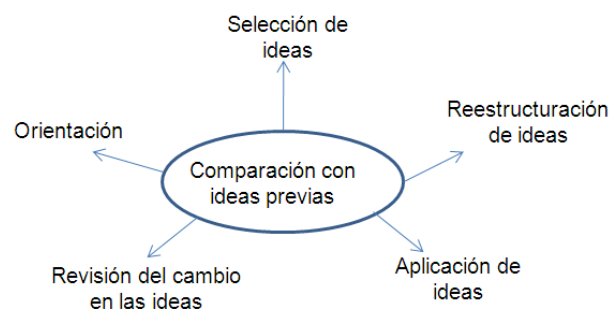 Selección de
ideas
Orientación
Reestructuración
de ideas
Comparación con
ideas previas
Revisión del cambio
en las ideas
Aplicación de
ideas